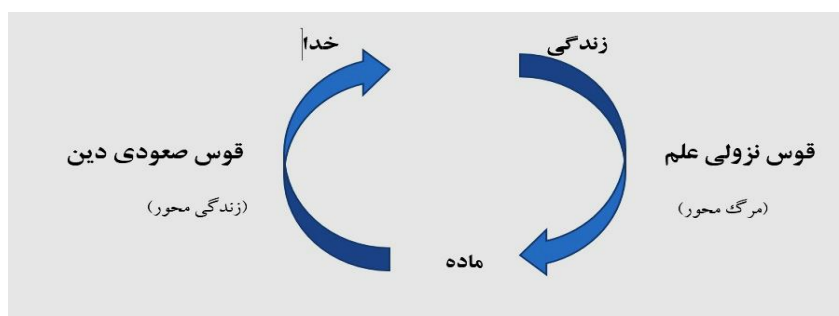 زندگی
خدا
قوس نزولی علم
قوس صعودی دین
(مرگ محور)
(زندگی محور)
ماده